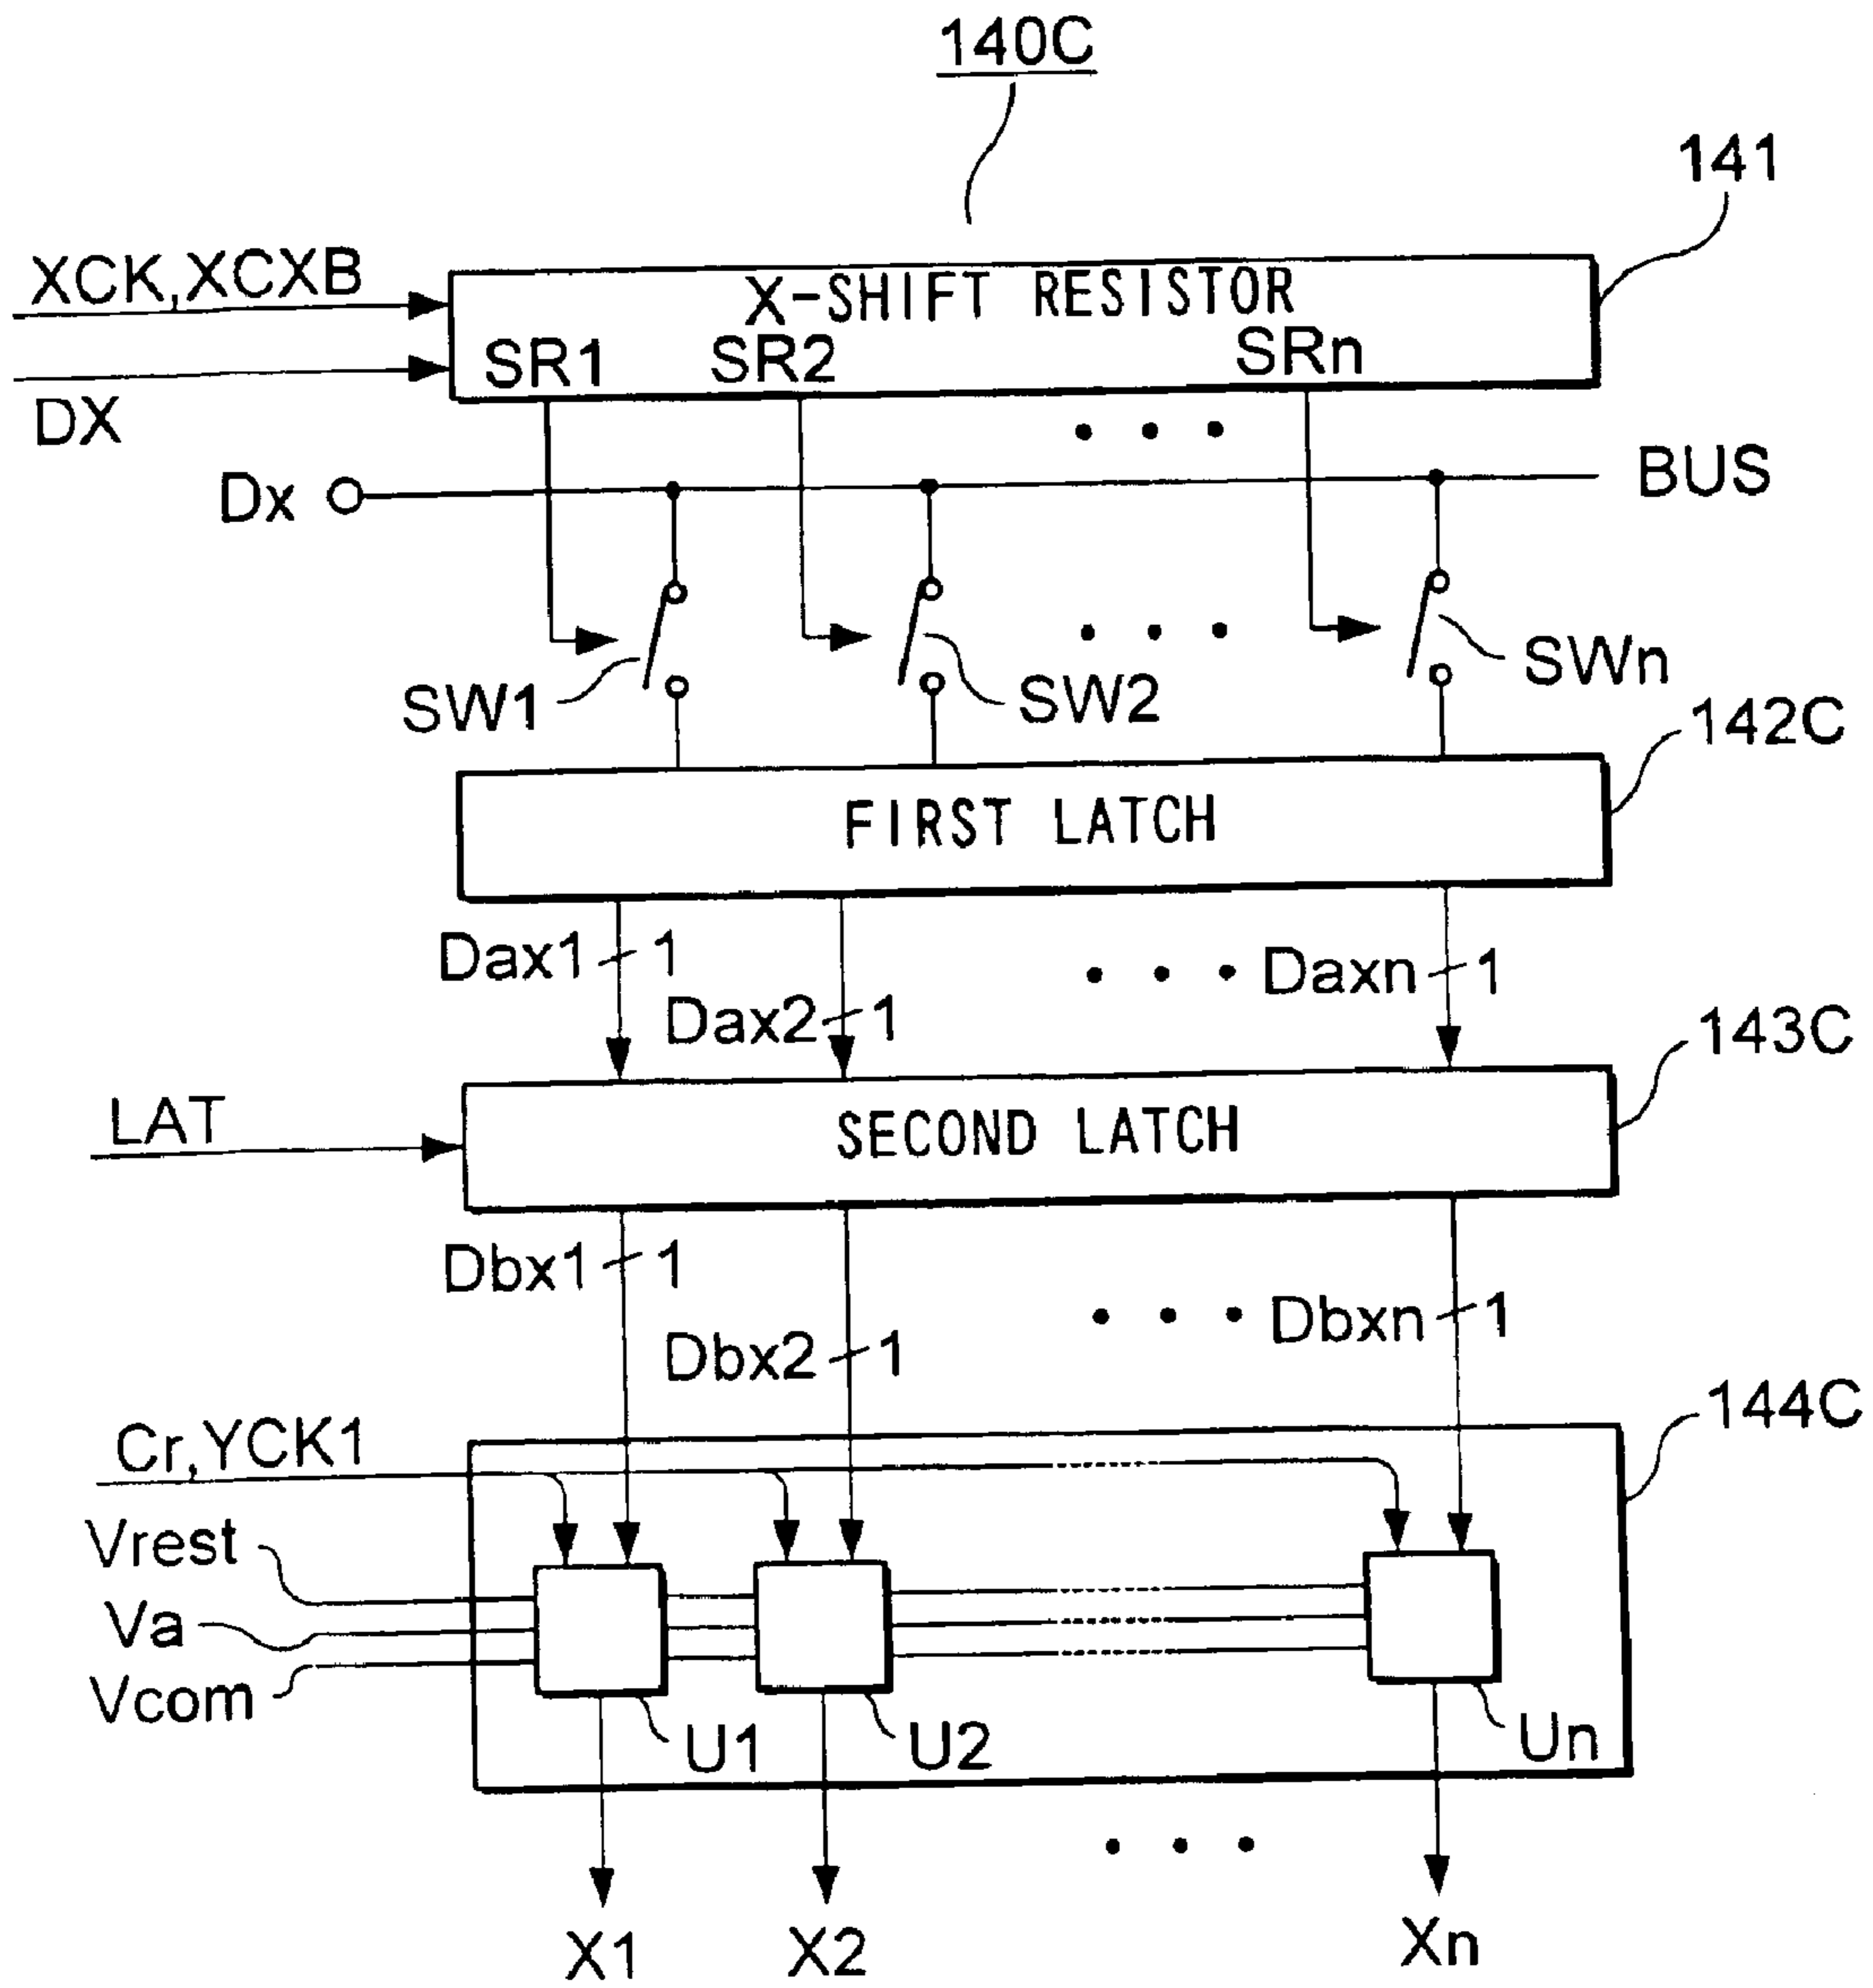 140C
141
XCK,XCXB
X-SHIFT RESISTOR
SR1 SR2 SRn
DX
Dx BUS
SW1 SW2 SWn
142C
FIRST LATCH
Dax1 1
Dax2 1
Daxn 1
143C
LAT
SECOND LATCH
Dbx1 1
Dbx2 1
Dbxn 1
144C
Cr,YCK1
Vrest
Va
Vcom
U1 U2 Un
X1 X2 Xn